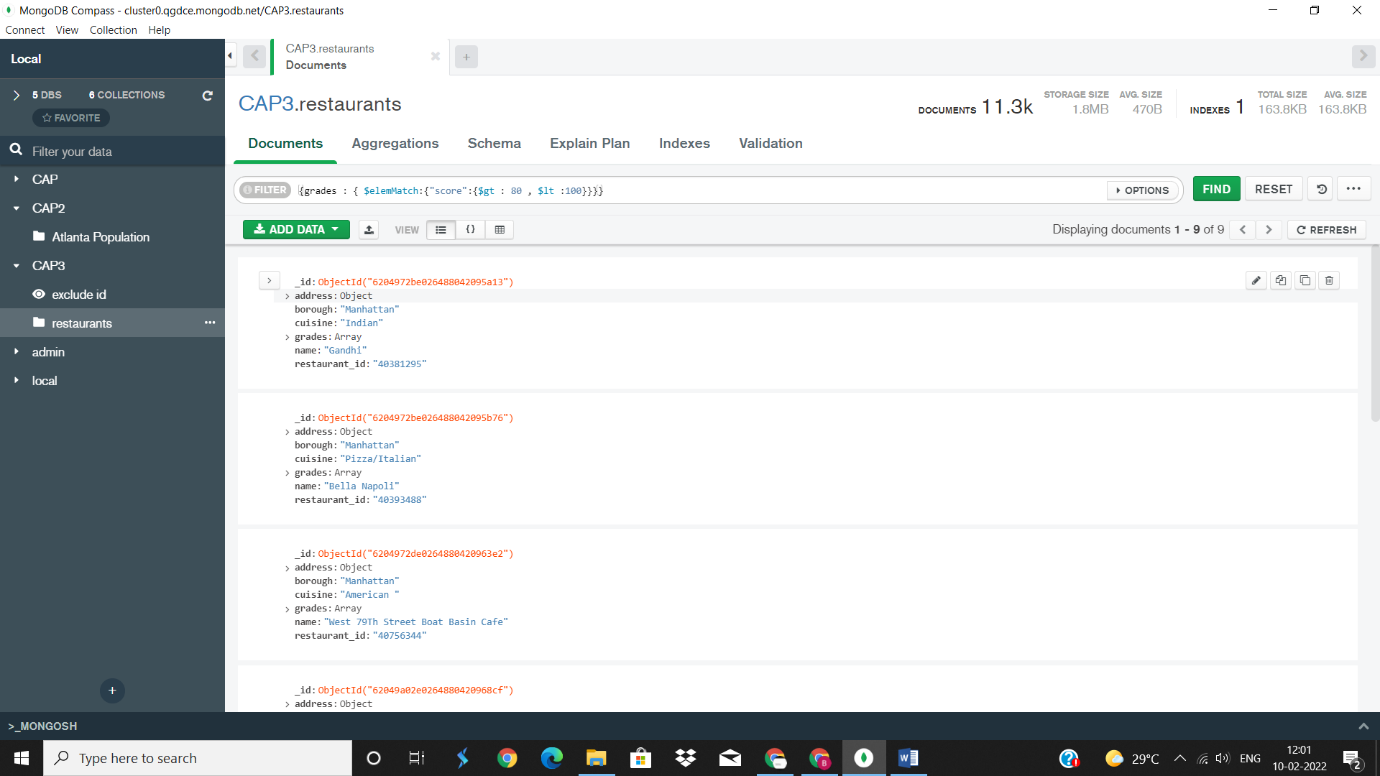 MongoDB Compass - cluster0.qgdce.mongodb.net/CAP3.restaurants
Connect View Collection Help
Local
5 DBS 6 COLLECTIONS
☆ FAVORITE
Filter your data
CAP
CAP2
Atlanta Population
CAP3
exclude id
restaurants
admin
local
CAP3.restaurants
Documents
CAP3.restaurants
DOCUMENTS 11.3k
STORAGE SIZE
1.8MB
AVG. SIZE
470B
INDEXES 1
TOTAL SIZE
163.8KB
AVG. SIZE
163.8KB
Documents Aggregations Schema Explain Plan Indexes Validation
FILTER {grades : { $elemMatch:{"score":{$gt : 80 , $lt :100}}}}
OPTIONS
FIND
RESET
ADD DATA
VIEW
{}
Displaying documents 1 - 9 of 9
REFRESH
_id: ObjectId("6204972be026488042095a13")
address: Object
borough: "Manhattan"
cuisine: "Indian"
grades: Array
name: "Gandhi"
restaurant_id: "40381295"
_id: ObjectId("6204972be026488042095b76")
address: Object
borough: "Manhattan"
cuisine: "Pizza/Italian"
grades: Array
name: "Bella Napoli"
restaurant_id: "40393488"
_id: ObjectId("6204972de0264880420963e2")
address: Object
borough: "Manhattan"
cuisine: "American "
grades: Array
name: "West 79Th Street Boat Basin Cafe"
restaurant_id: "40756344"
_id: ObjectId("62049a02e0264880420968cf")
address: Object
>_MONGOSH
Type here to search
29°C
ENG
12:01
10-02-2022
2